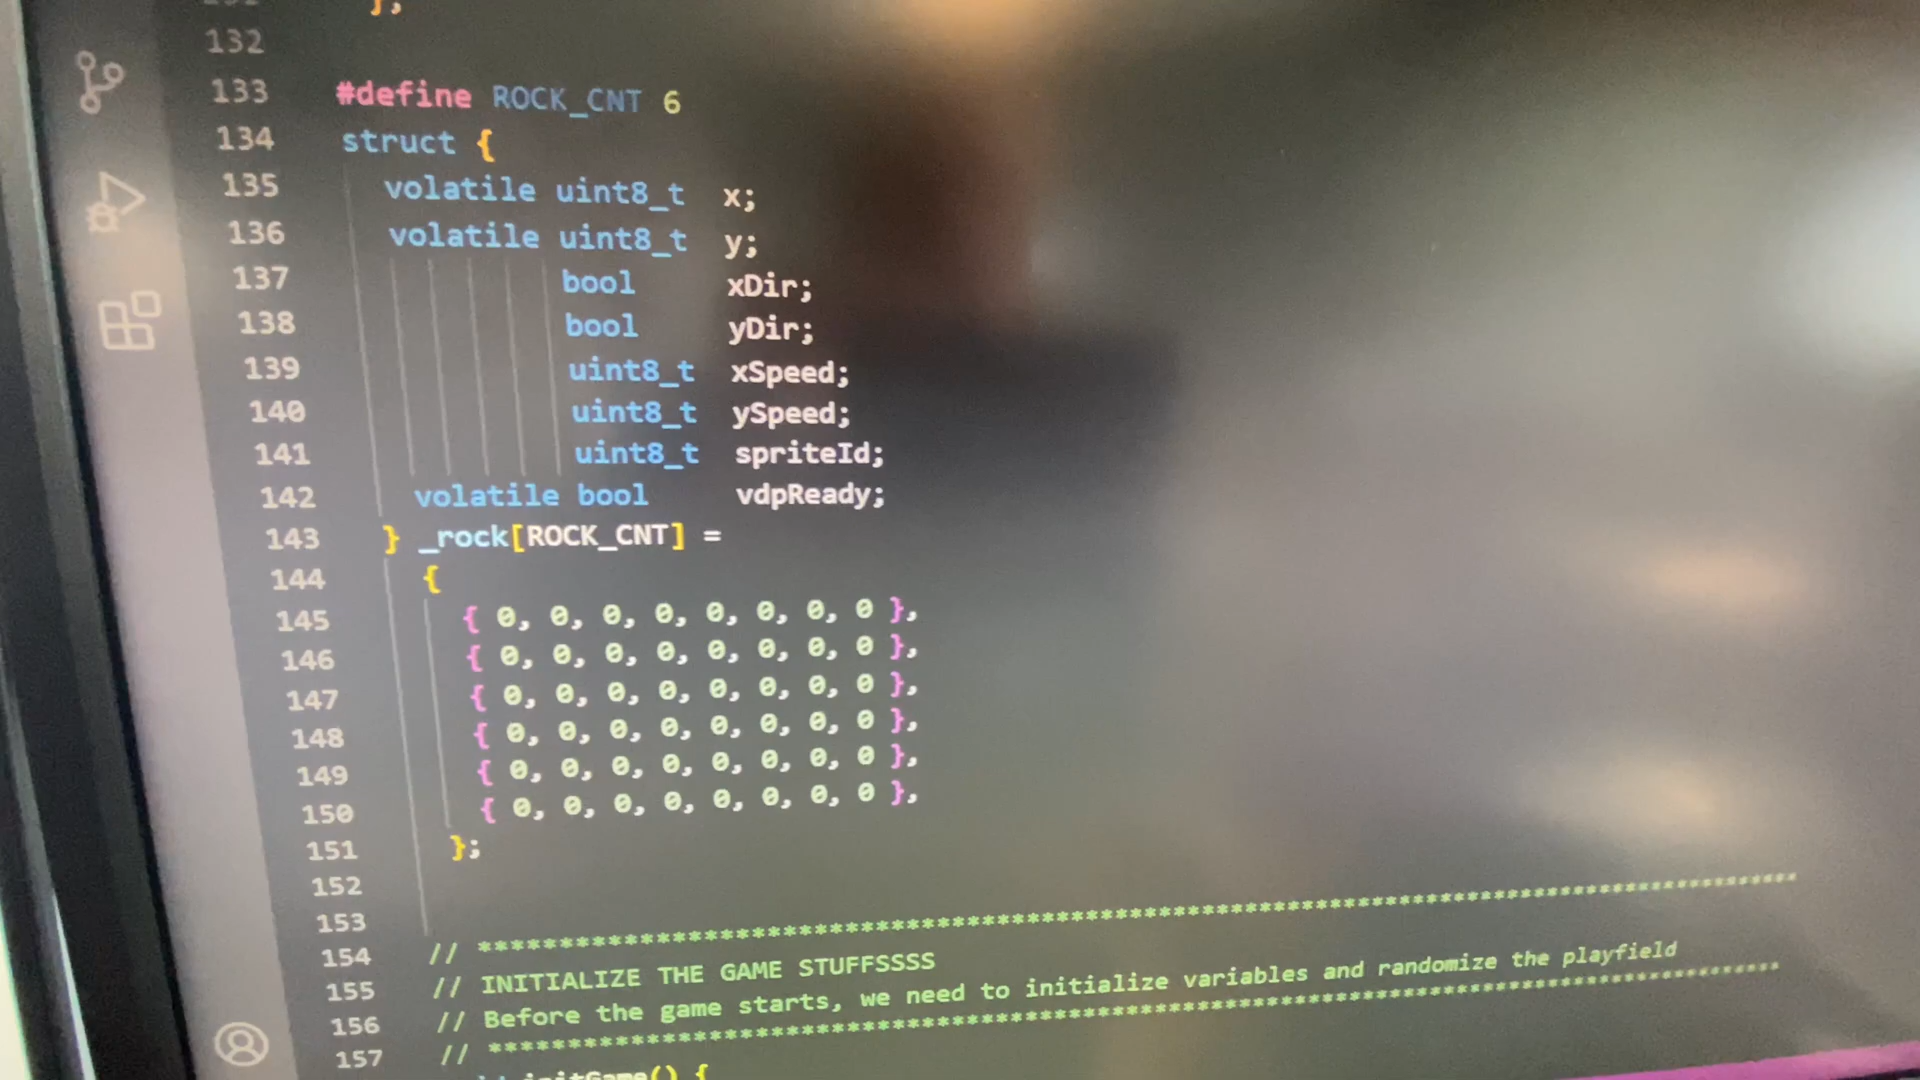 };
132
133 #define ROCK_CNT 6
134 struct {
135 volatile uint8_t x;
136 volatile uint8_t y;
137 bool xDir;
138 bool yDir;
139 uint8_t xSpeed;
140 uint8_t ySpeed;
141 uint8_t spriteId;
142 volatile bool vdpReady;
143 } _rock[ROCK_CNT] =
144 {
145 { 0, 0, 0, 0, 0, 0, 0, 0 },
146 { 0, 0, 0, 0, 0, 0, 0, 0 },
147 { 0, 0, 0, 0, 0, 0, 0, 0 },
148 { 0, 0, 0, 0, 0, 0, 0, 0 },
149 { 0, 0, 0, 0, 0, 0, 0, 0 },
150 { 0, 0, 0, 0, 0, 0, 0, 0 },
151 };
152
153
154 // ********************************************************************************
155 // INITIALIZE THE GAME STUFFSSSS
156 // Before the game starts, we need to initialize variables and randomize the playfield
157 // ********************************************************************************
initGame() {